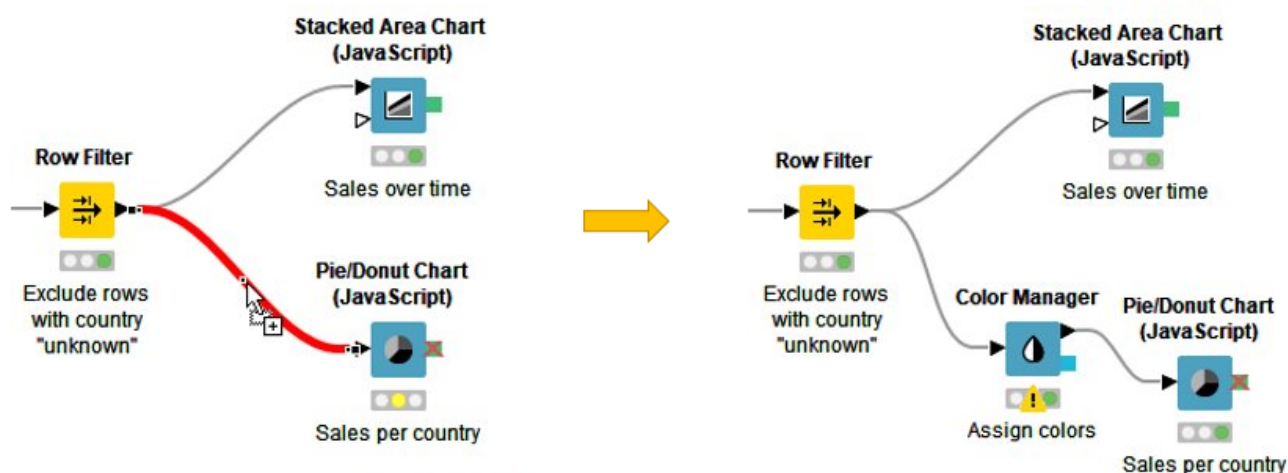 Stacked Area Chart
(JavaScript)
Row Filter
Sales over time
Exclude rows
with country
"unknown"
Pie/Donut Chart
(JavaScript)
Sales per country
Stacked Area Chart
(JavaScript)
Row Filter
Sales over time
Exclude rows
with country
"unknown"
Color Manager
Assign colors
Pie/Donut Chart
(JavaScript)
Sales per country